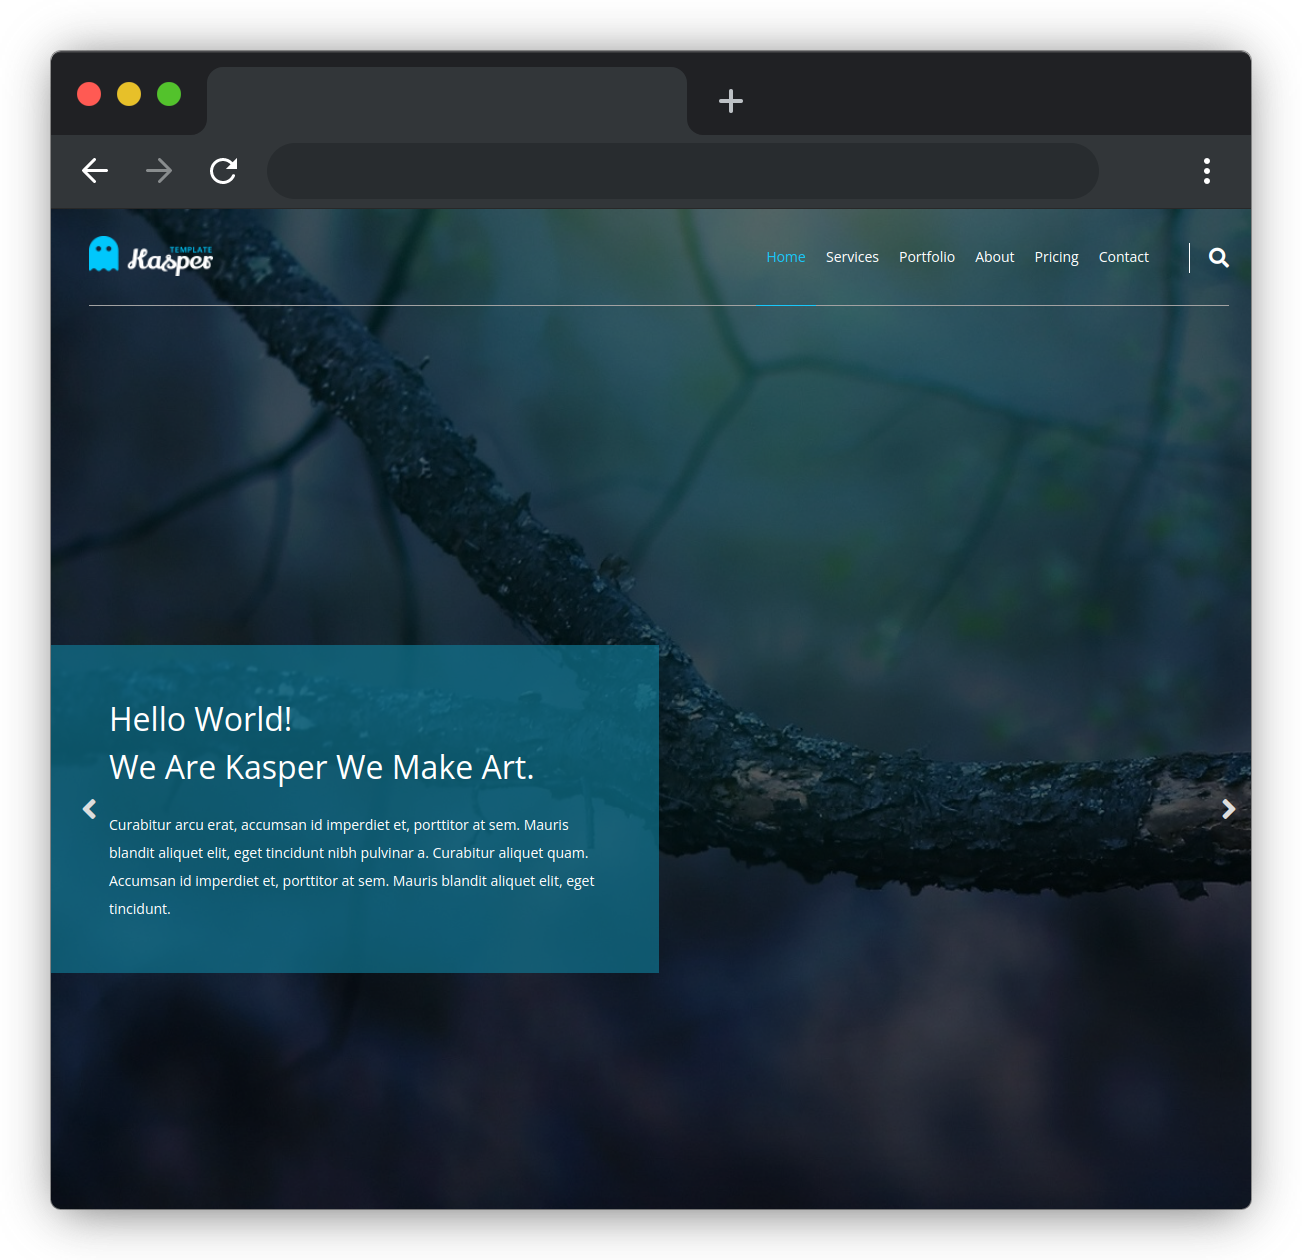 TEMPLATE
Kasper
Home Services Portfolio About Pricing Contact
Hello World!
We Are Kasper We Make Art.
Curabitur arcu erat, accumsan id imperdiet et, porttitor at sem. Mauris
blandit aliquet elit, eget tincidunt nibh pulvinar a. Curabitur aliquet quam.
Accumsan id imperdiet et, porttitor at sem. Mauris blandit aliquet elit, eget
tincidunt.